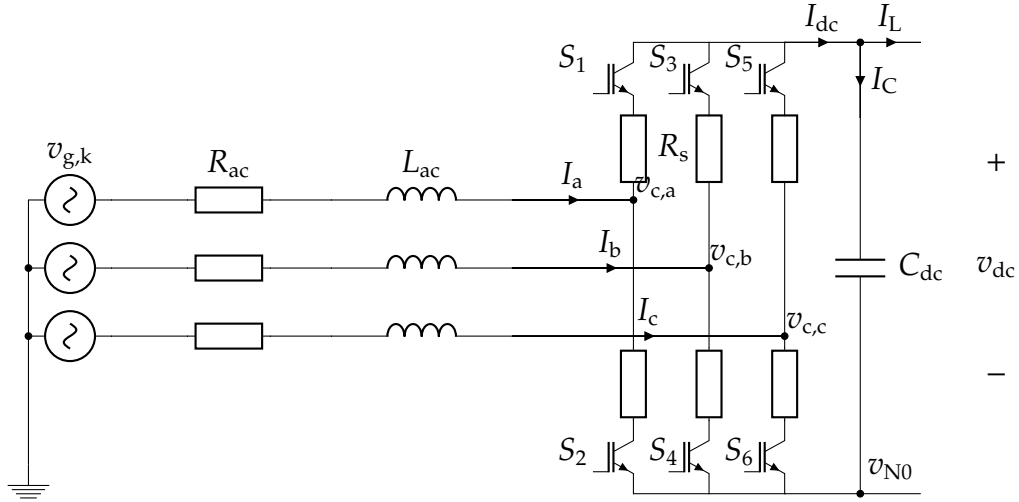 I_dc I_L
S_1 S_3 S_5
I_C
v_g,k
R_ac L_ac I_a R_s
v_c,a
+
I_b v_c,b
C_dc v_dc
I_c v_c,c
−
S_2 S_4 S_6
v_N0